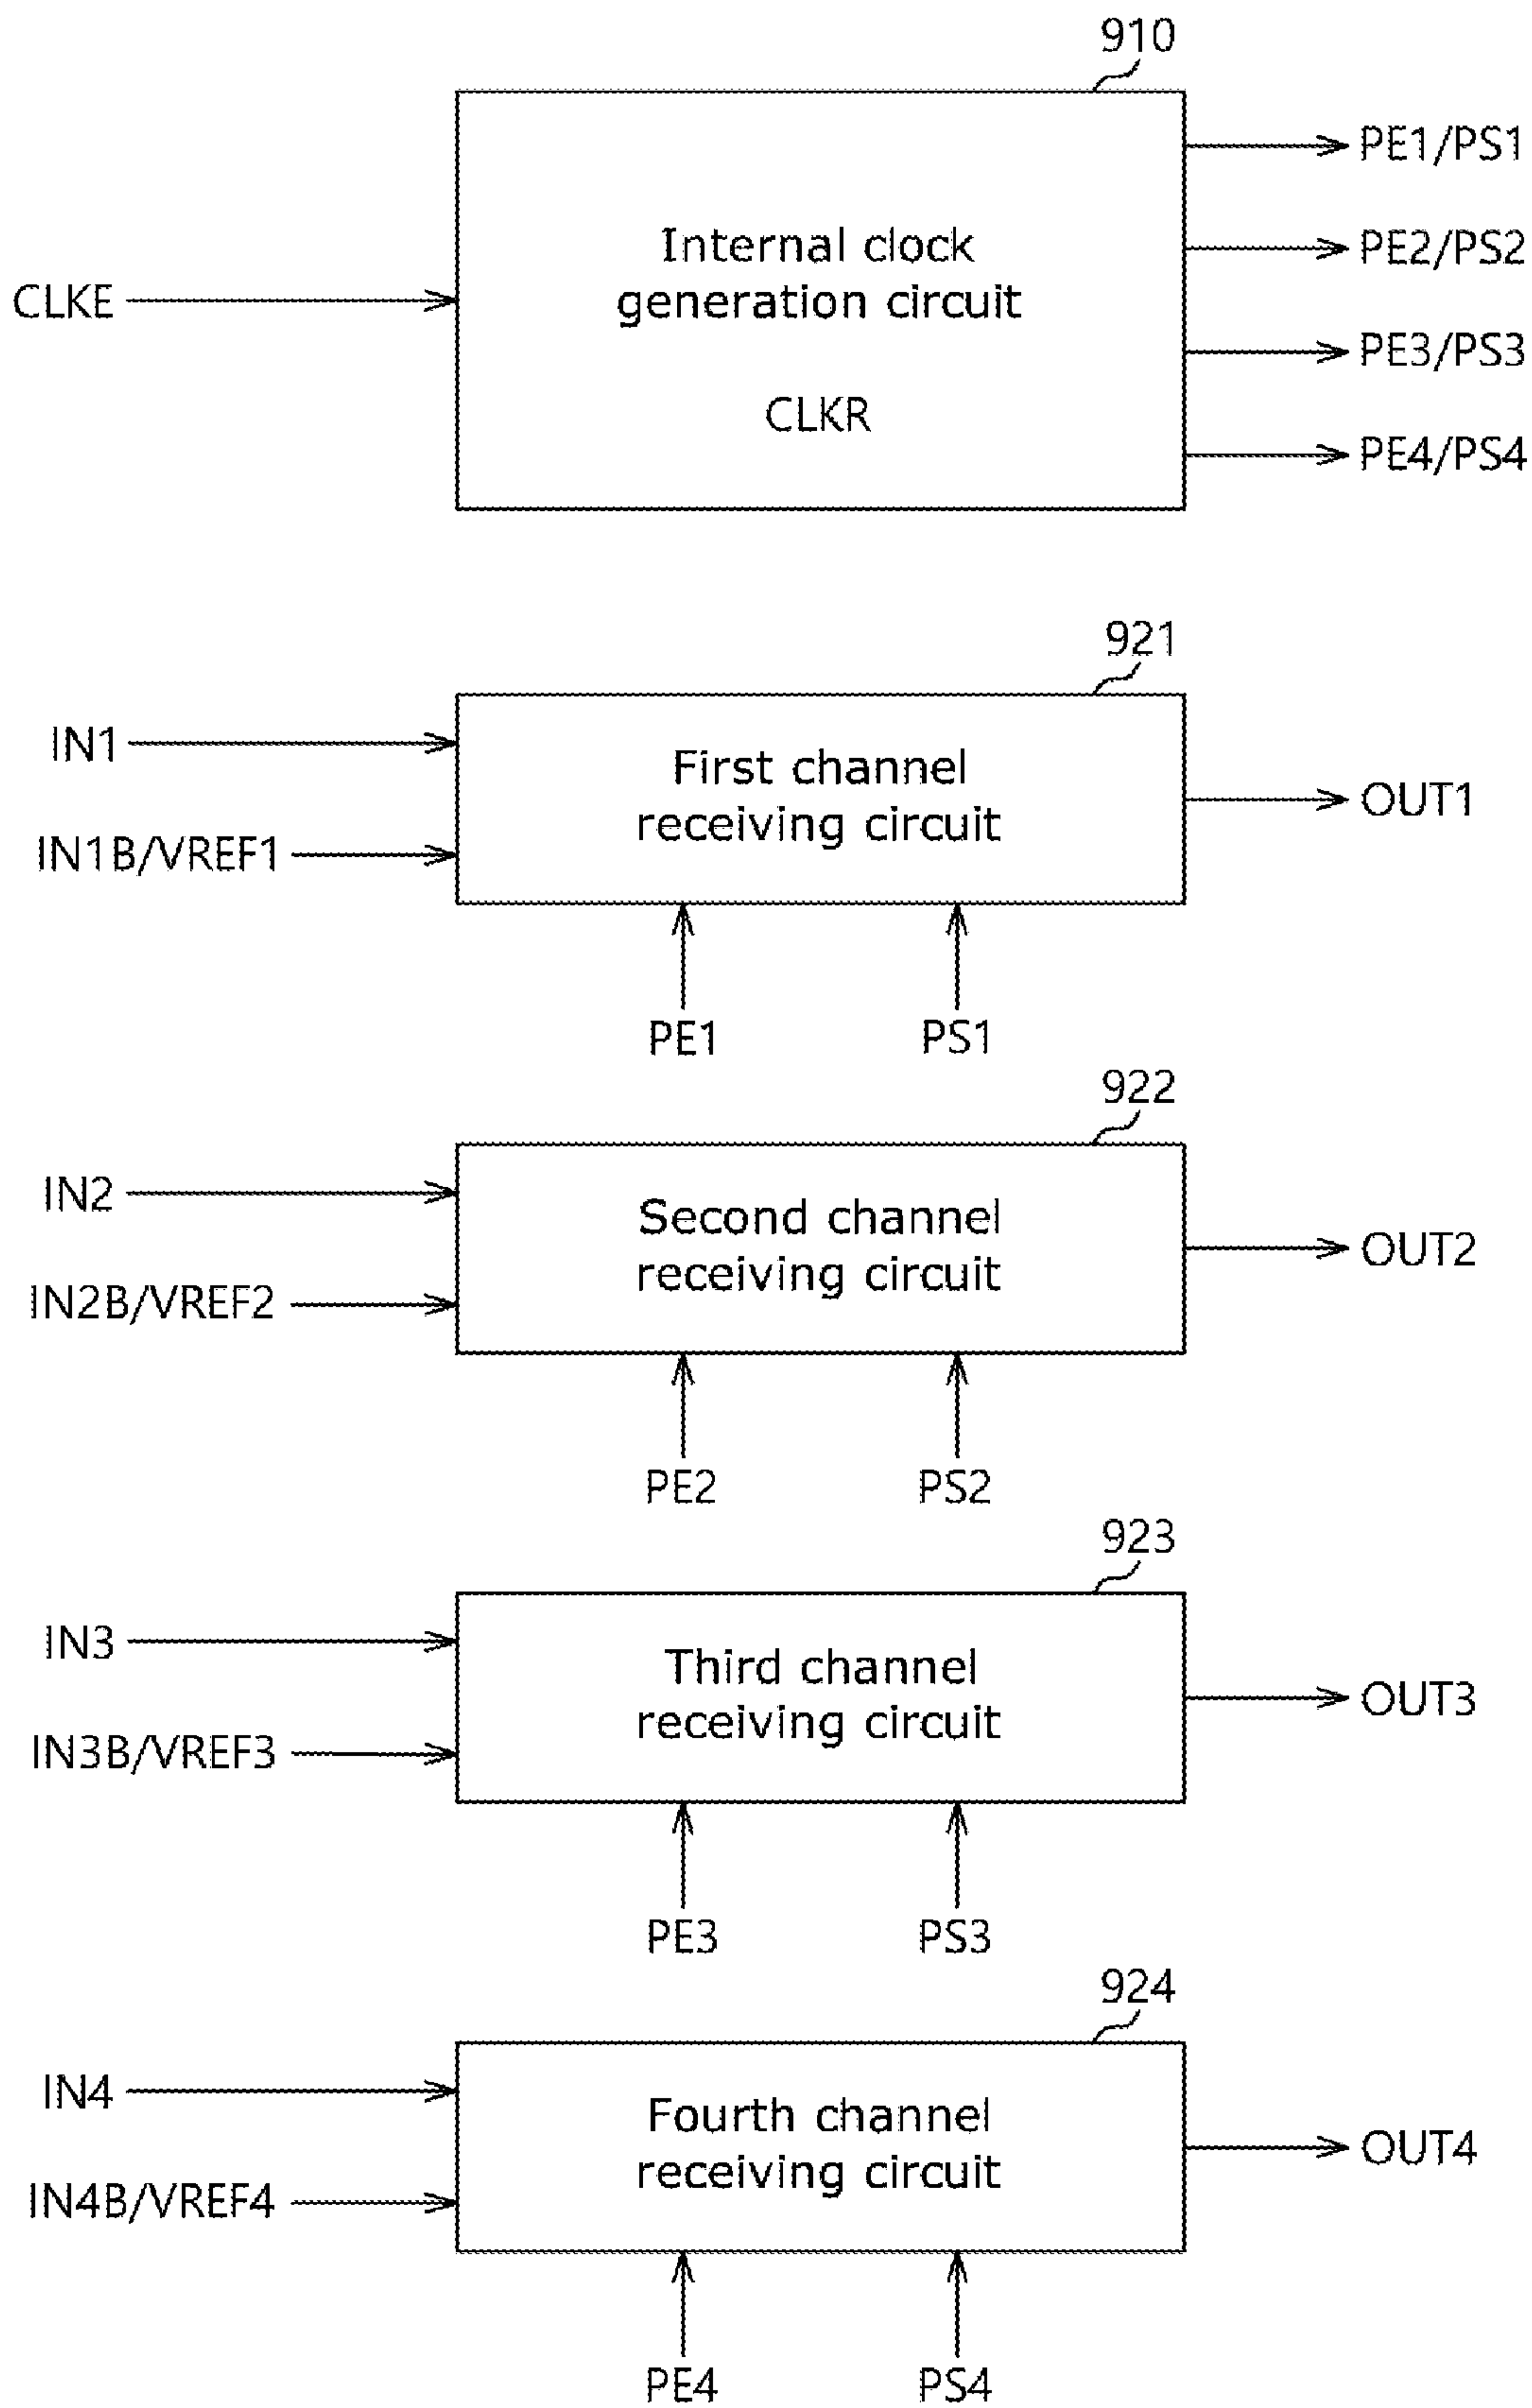 910
PE1/PS1
Internal clock
PE2/PS2
CLKE
generation circuit
PE3/PS3
CLKR
PE4/PS4
921
IN1
First channel
receiving circuit
OUT1
IN1B/VREF1
PE1
PS1
922
IN2
Second channel
receiving circuit
OUT2
IN2B/VREF2
PE2
PS2
923
IN3
Third channel
receiving circuit
OUT3
IN3B/VREF3
PE3
PS3
924
IN4
Fourth channel
receiving circuit
OUT4
IN4B/VREF4
PE4
PS4